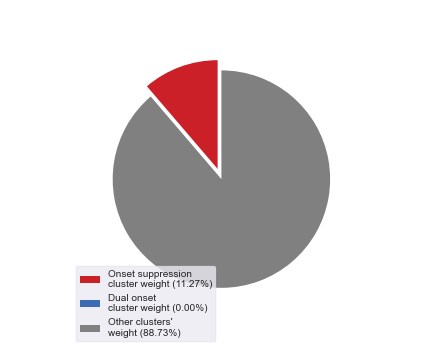 Onset suppression
cluster weight (11.27%)
Dual onset
cluster weight (0.00%)
Other clusters'
weight (88.73%)